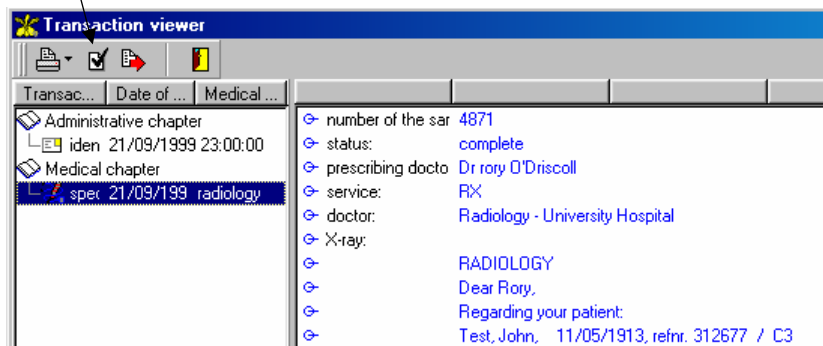 Transaction viewer
Transac... Date of ... Medical ...
Administrative chapter
iden 21/09/1999 23:00:00
Medical chapter
spec 21/09/199 radiology
number of the sar 4871
status: complete
prescribing docto Dr rory O'Driscoll
service: RX
doctor: Radiology - University Hospital
X-ray:
RADIOLOGY
Dear Rory,
Regarding your patient:
Test, John, 11/05/1913, refnr. 312677 / C3